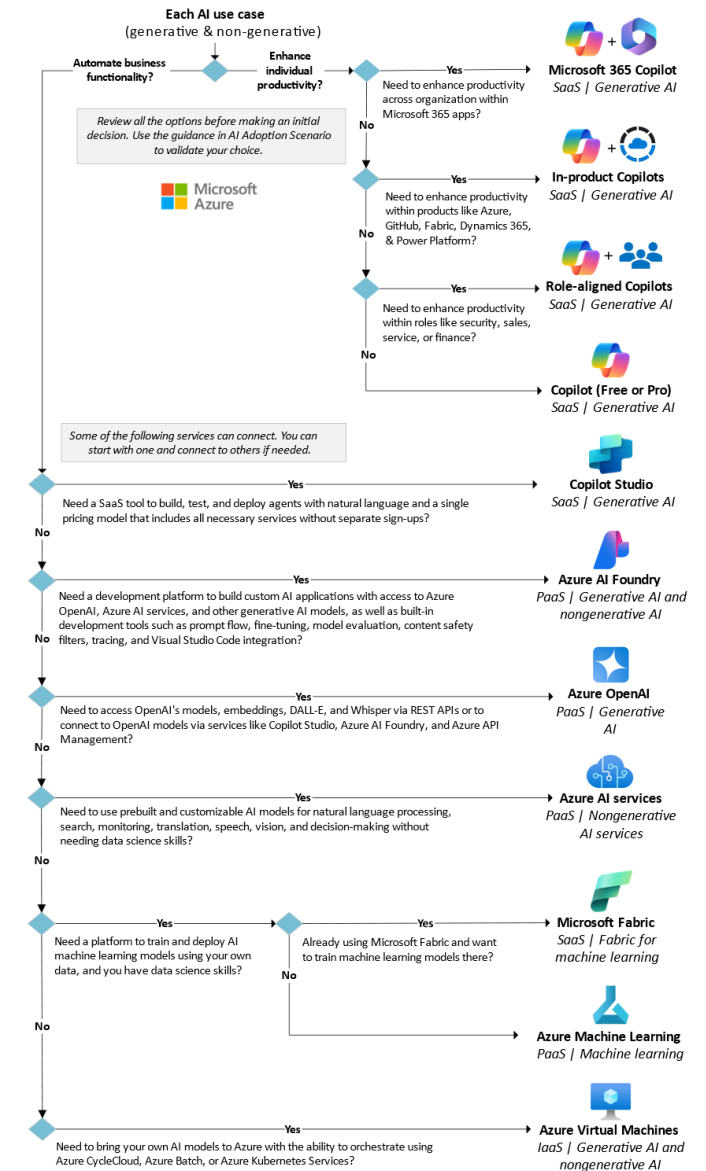 Each AI use case
(generative & non-generative)
Automate business
functionality?
Enhance
individual
productivity?
Yes
Need to enhance productivity
across organization within
Microsoft 365 apps?
No
+
Microsoft 365 Copilot
SaaS | Generative AI
Review all the options before making an initial
decision. Use the guidance in AI Adoption Scenario
to validate your choice.
Microsoft
Azure
Yes
Need to enhance productivity
within products like Azure,
GitHub, Fabric, Dynamics 365,
& Power Platform?
No
+
In-product Copilots
SaaS | Generative AI
Yes
Need to enhance productivity
within roles like security, sales,
service, or finance?
No
+
Role-aligned Copilots
SaaS | Generative AI
Copilot (Free or Pro)
SaaS | Generative AI
Some of the following services can connect. You can
start with one and connect to others if needed.
Yes
Need a SaaS tool to build, test, and deploy agents with natural language and a single
pricing model that includes all necessary services without separate sign-ups?
No
Copilot Studio
SaaS | Generative AI
Yes
Need a development platform to build custom AI applications with access to Azure
OpenAI, Azure AI services, and other generative AI models, as well as built-in
development tools such as prompt flow, fine-tuning, model evaluation, content safety
filters, tracing, and Visual Studio Code integration?
No
Azure AI Foundry
PaaS | Generative AI and
nongenerative AI
Yes
Need to access OpenAI's models, embeddings, DALL-E, and Whisper via REST APIs or to
connect to OpenAI models via services like Copilot Studio, Azure AI Foundry, and Azure API
Management?
No
Azure OpenAI
PaaS | Generative
AI
Yes
Need to use prebuilt and customizable AI models for natural language processing,
search, monitoring, translation, speech, vision, and decision-making without
needing data science skills?
No
Azure AI services
PaaS | Nongenerative
AI services
Yes
Need a platform to train and deploy AI
machine learning models using your own
data, and you have data science skills?
No
Yes
Already using Microsoft Fabric and want
to train machine learning models there?
No
Microsoft Fabric
SaaS | Fabric for
machine learning
Azure Machine Learning
PaaS | Machine learning
Yes
Need to bring your own AI models to Azure with the ability to orchestrate using
Azure CycleCloud, Azure Batch, or Azure Kubernetes Services?
Azure Virtual Machines
IaaS | Generative AI and
nongenerative AI